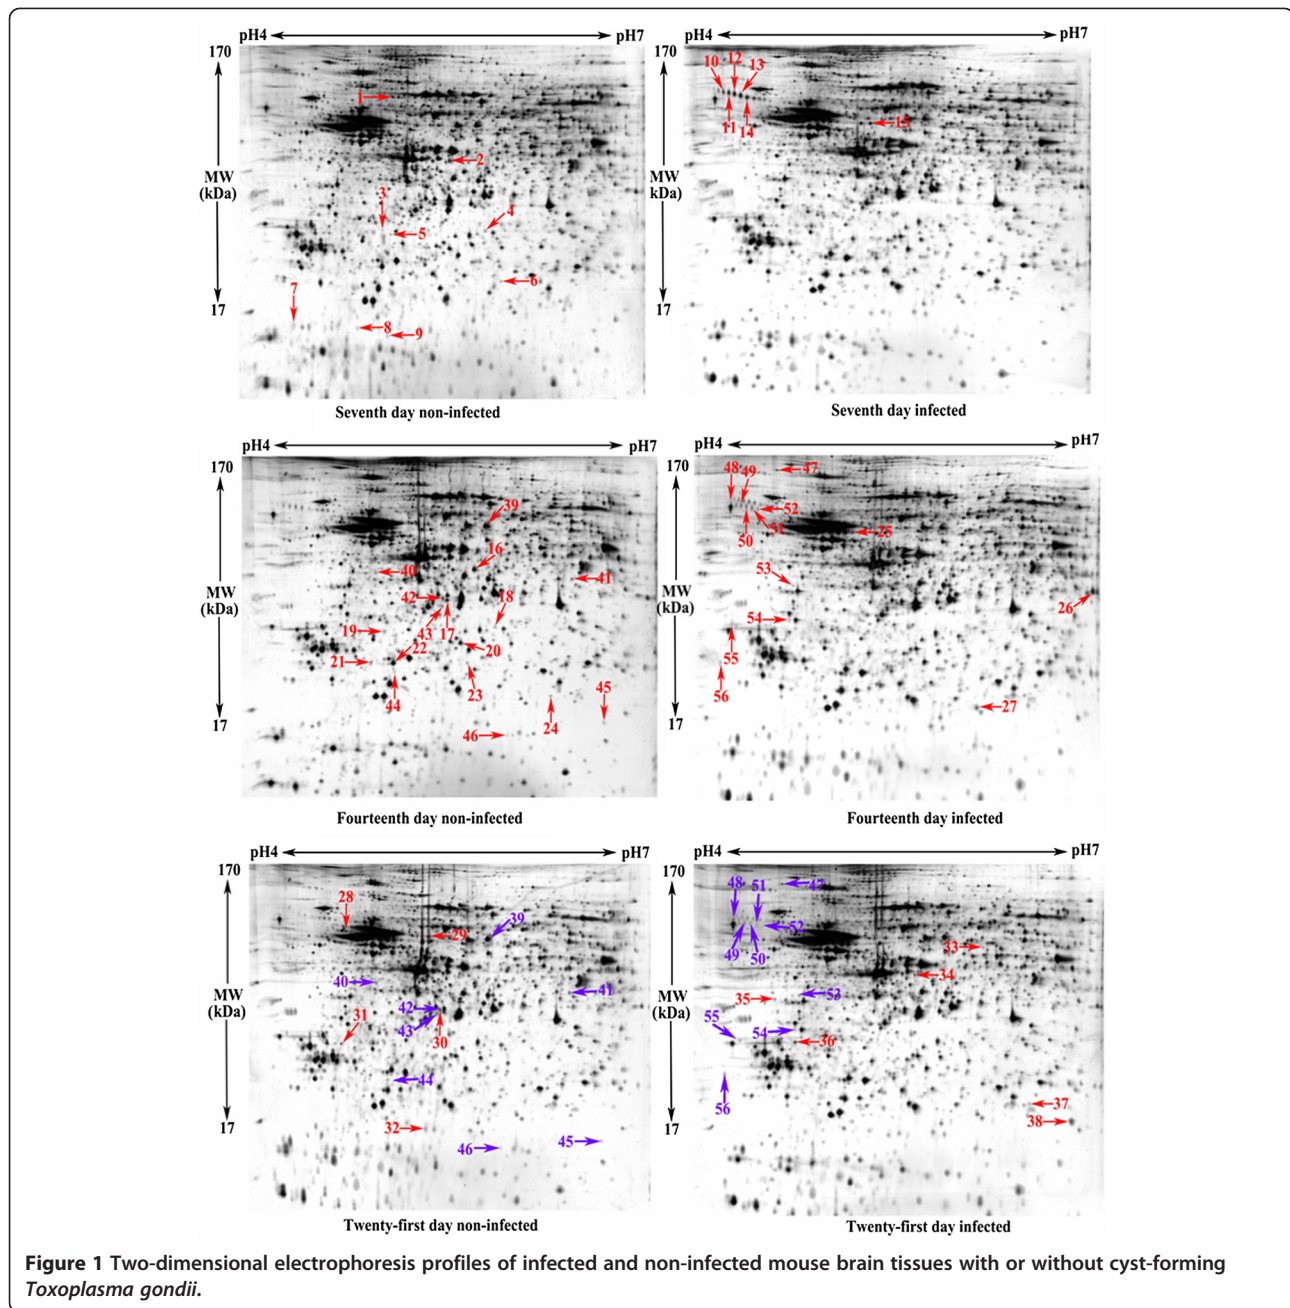 pH4 pH7 pH4 pH7
170 170
10 12 13
11 14 15
1
2
MW MW
(kDa) kDa)
3 4
5
6
7
17 17
8 9
Seventh day non-infected Seventh day infected
pH4 pH7 pH4 pH7
170 170
48 49 47
39 52
50 51 25
16
40 41 53
MW MW
(kDa) (kDa)
42 18 26
43 17 54
19
22 20 55
21
23 56
44 45
24 27
17 17
46
Fourteenth day non-infected Fourteenth day infected
pH4 pH7 pH4 pH7
170 170
48 51 47
28 39 52
29 49 50 33
34
40 41 35 53
MW MW
(kDa) (kDa)
42 55
31 43 30 54 36
44
56 37
17 32 17 38
46 45
Twenty-first day non-infected Twenty-first day infected
Figure 1 Two-dimensional electrophoresis profiles of infected and non-infected mouse brain tissues with or without cyst-forming
Toxoplasma gondii.